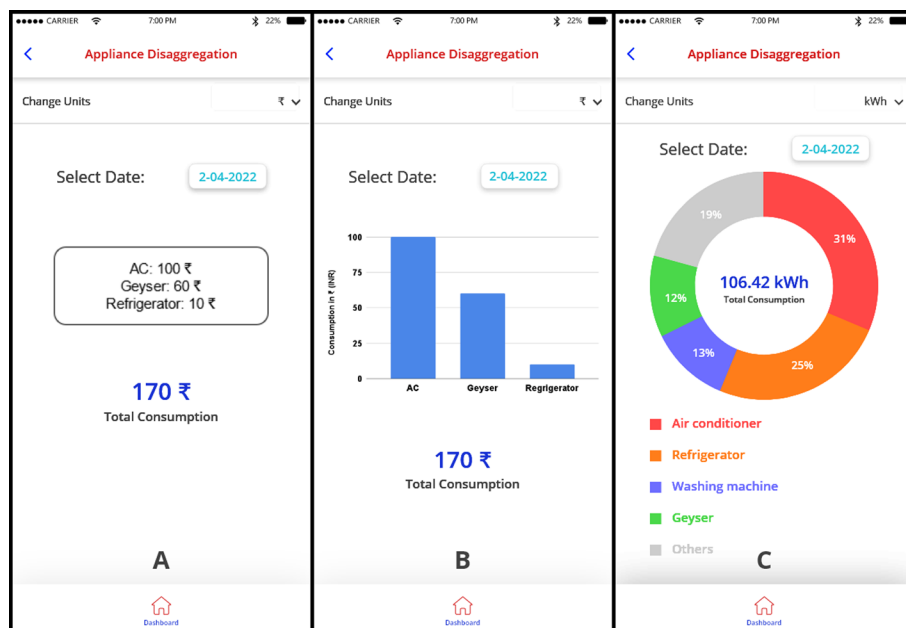 CARRIER 7:00 PM 22%
Appliance Disaggregation
Change Units ₹
Select Date: 2-04-2022
AC: 100 ₹
Geyser: 60 ₹
Refrigerator: 10 ₹
170 ₹
Total Consumption
A
Dashboard
CARRIER 7:00 PM 22%
Appliance Disaggregation
Change Units ₹
Select Date: 2-04-2022
Consumption in ₹ (INR)
100
75
50
25
0
AC Geyser Regrigerator
170 ₹
Total Consumption
B
Dashboard
CARRIER 7:00 PM 22%
Appliance Disaggregation
Change Units kWh
Select Date: 2-04-2022
19%
31%
106.42 kWh
Total Consumption
12%
13%
25%
Air conditioner
Refrigerator
Washing machine
Geyser
Others
C
Dashboard